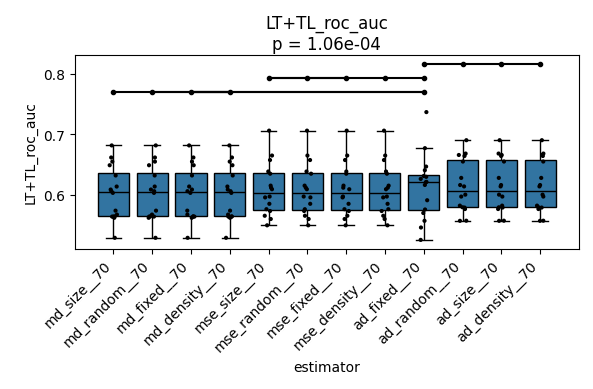 LT+TL_roc_auc
p = 1.06e-04
LT+TL_roc_auc
0.8
0.7
0.6
md_size__70
md_random__70
md_fixed__70
md_density__70
mse_size__70
mse_random__70
mse_fixed__70
mse_density__70
ad_fixed__70
ad_random__70
ad_size__70
ad_density__70
estimator